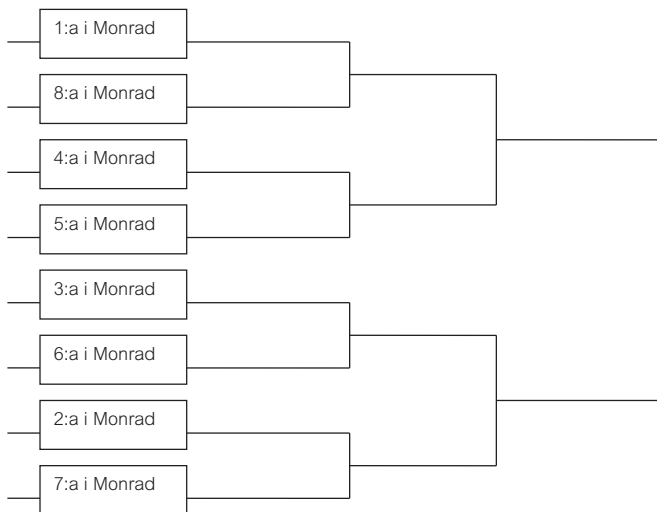 1:a i Monrad
8:a i Monrad
4:a i Monrad
5:a i Monrad
3:a i Monrad
6:a i Monrad
2:a i Monrad
7:a i Monrad